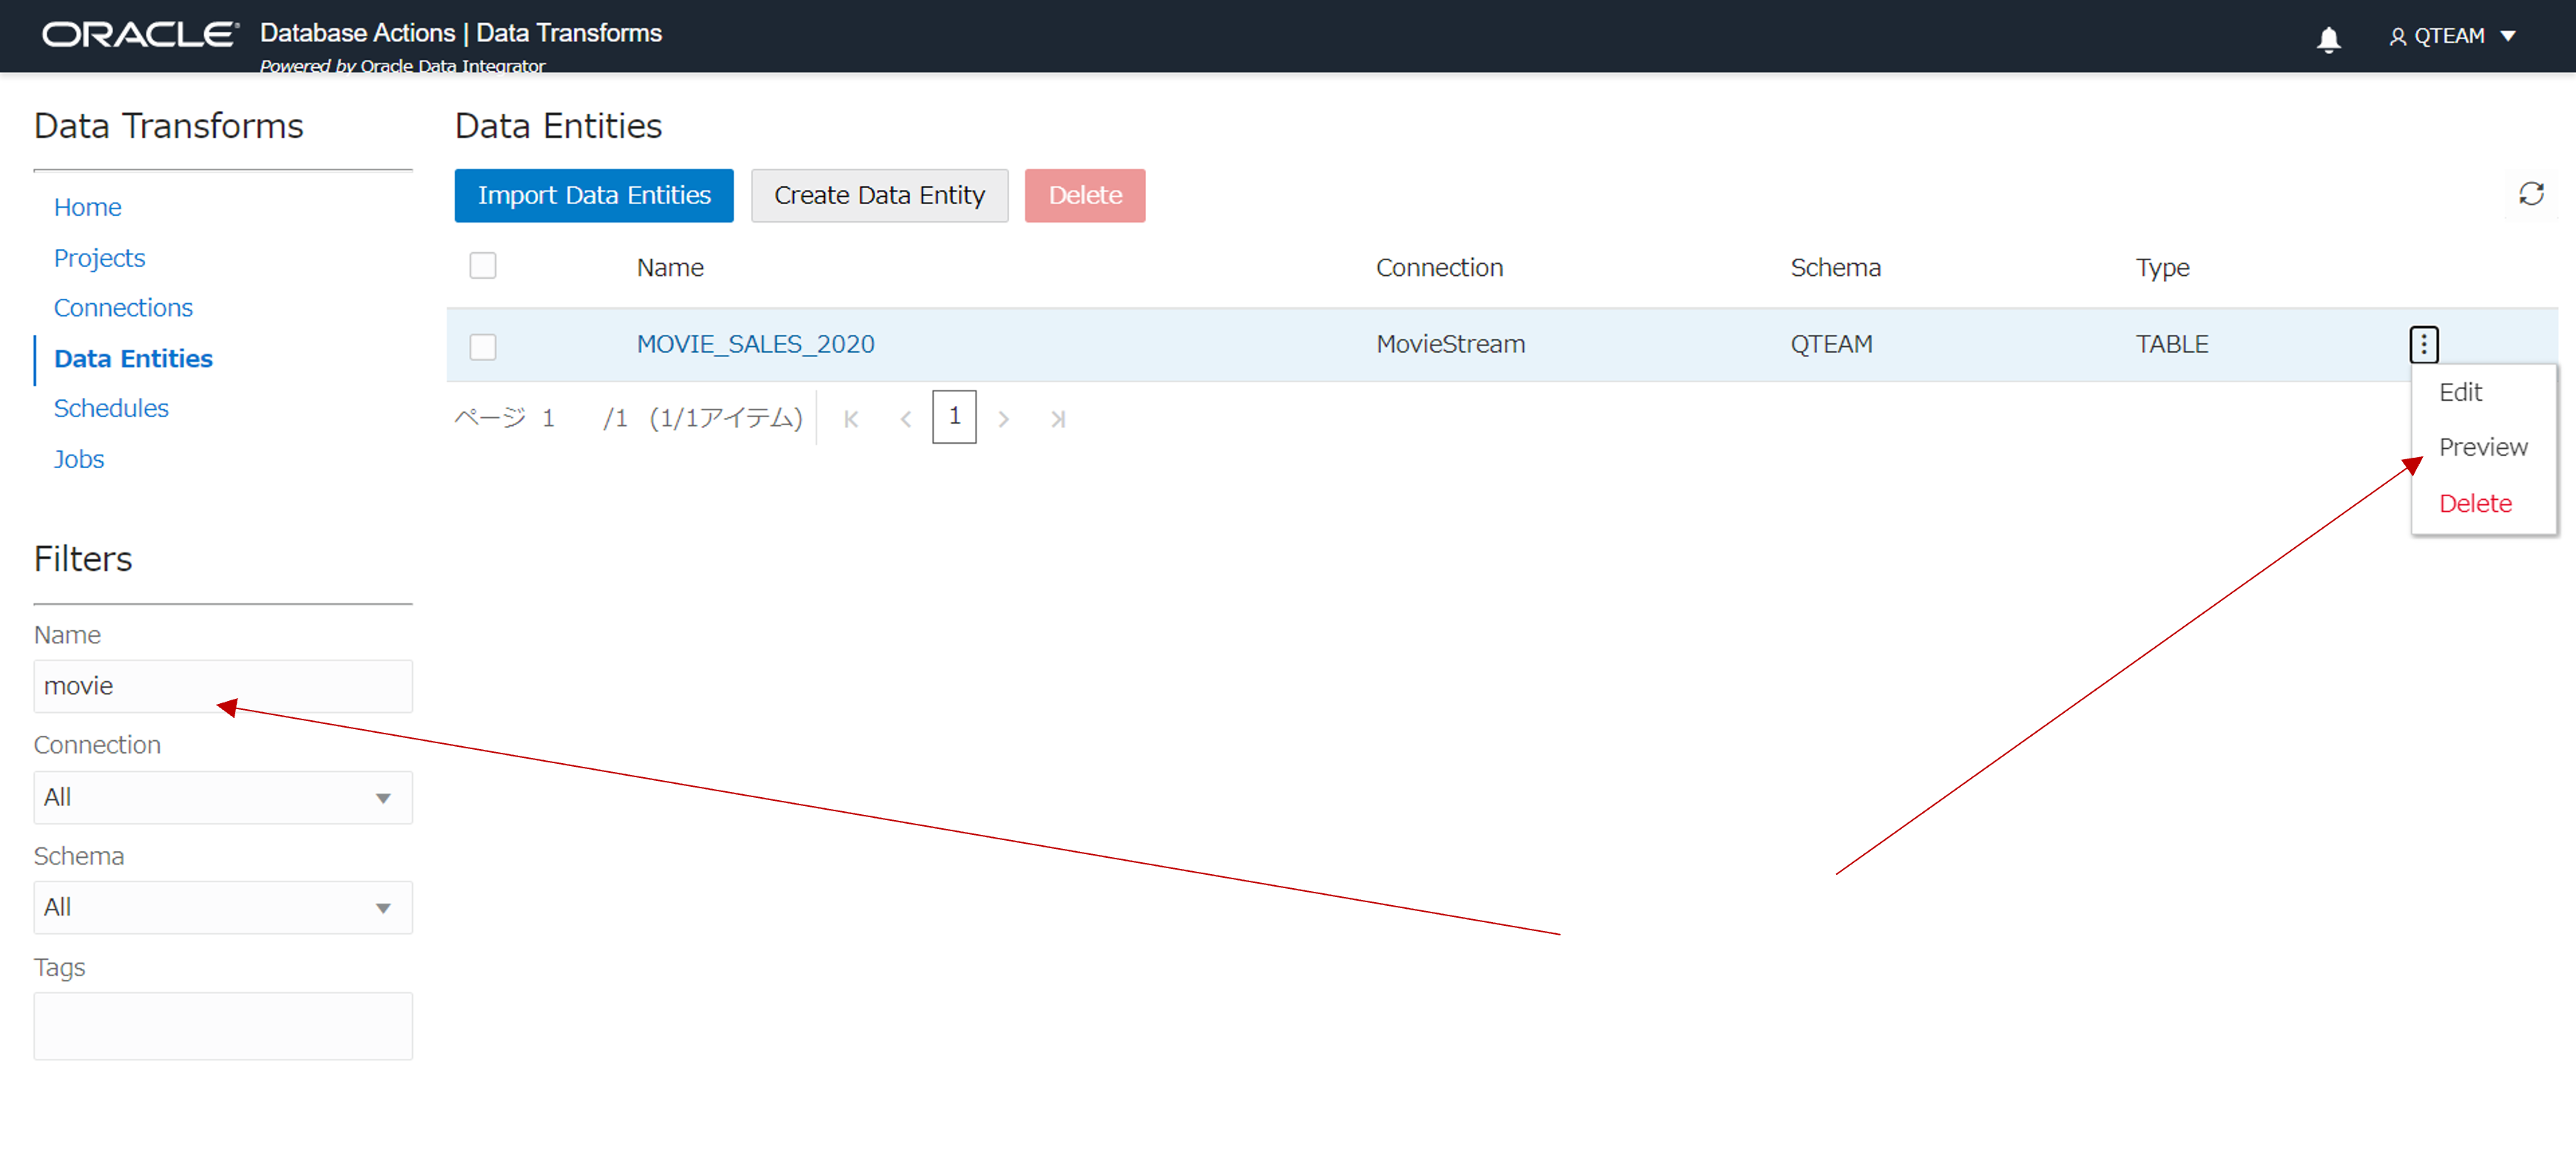 ORACLE Database Actions | Data Transforms
Powered by Oracle Data Integrator
QTEAM
Data Transforms
Home
Projects
Connections
Data Entities
Schedules
Jobs
Filters
Name
movie
Connection
All
Schema
All
Tags
Data Entities
Import Data Entities Create Data Entity Delete
Name Connection Schema Type
MOVIE_SALES_2020 MovieStream QTEAM TABLE
ページ 1 /1 (1/1アイテム) 1
Edit
Preview
Delete